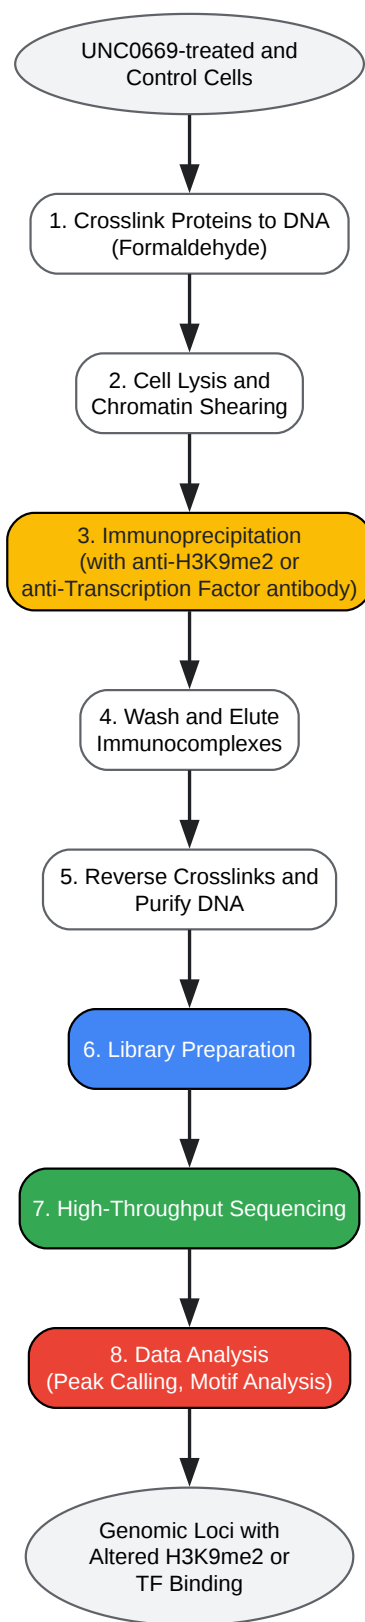 UNC0669-treated and
Control Cells
1. Crosslink Proteins to DNA
(Formaldehyde)
2. Cell Lysis and
Chromatin Shearing
3. Immunoprecipitation
(with anti-H3K9me2 or
anti-Transcription Factor antibody)
4. Wash and Elute
Immunocomplexes
5. Reverse Crosslinks and
Purify DNA
6. Library Preparation
7. High-Throughput Sequencing
8. Data Analysis
(Peak Calling, Motif Analysis)
Genomic Loci with
Altered H3K9me2 or
TF Binding